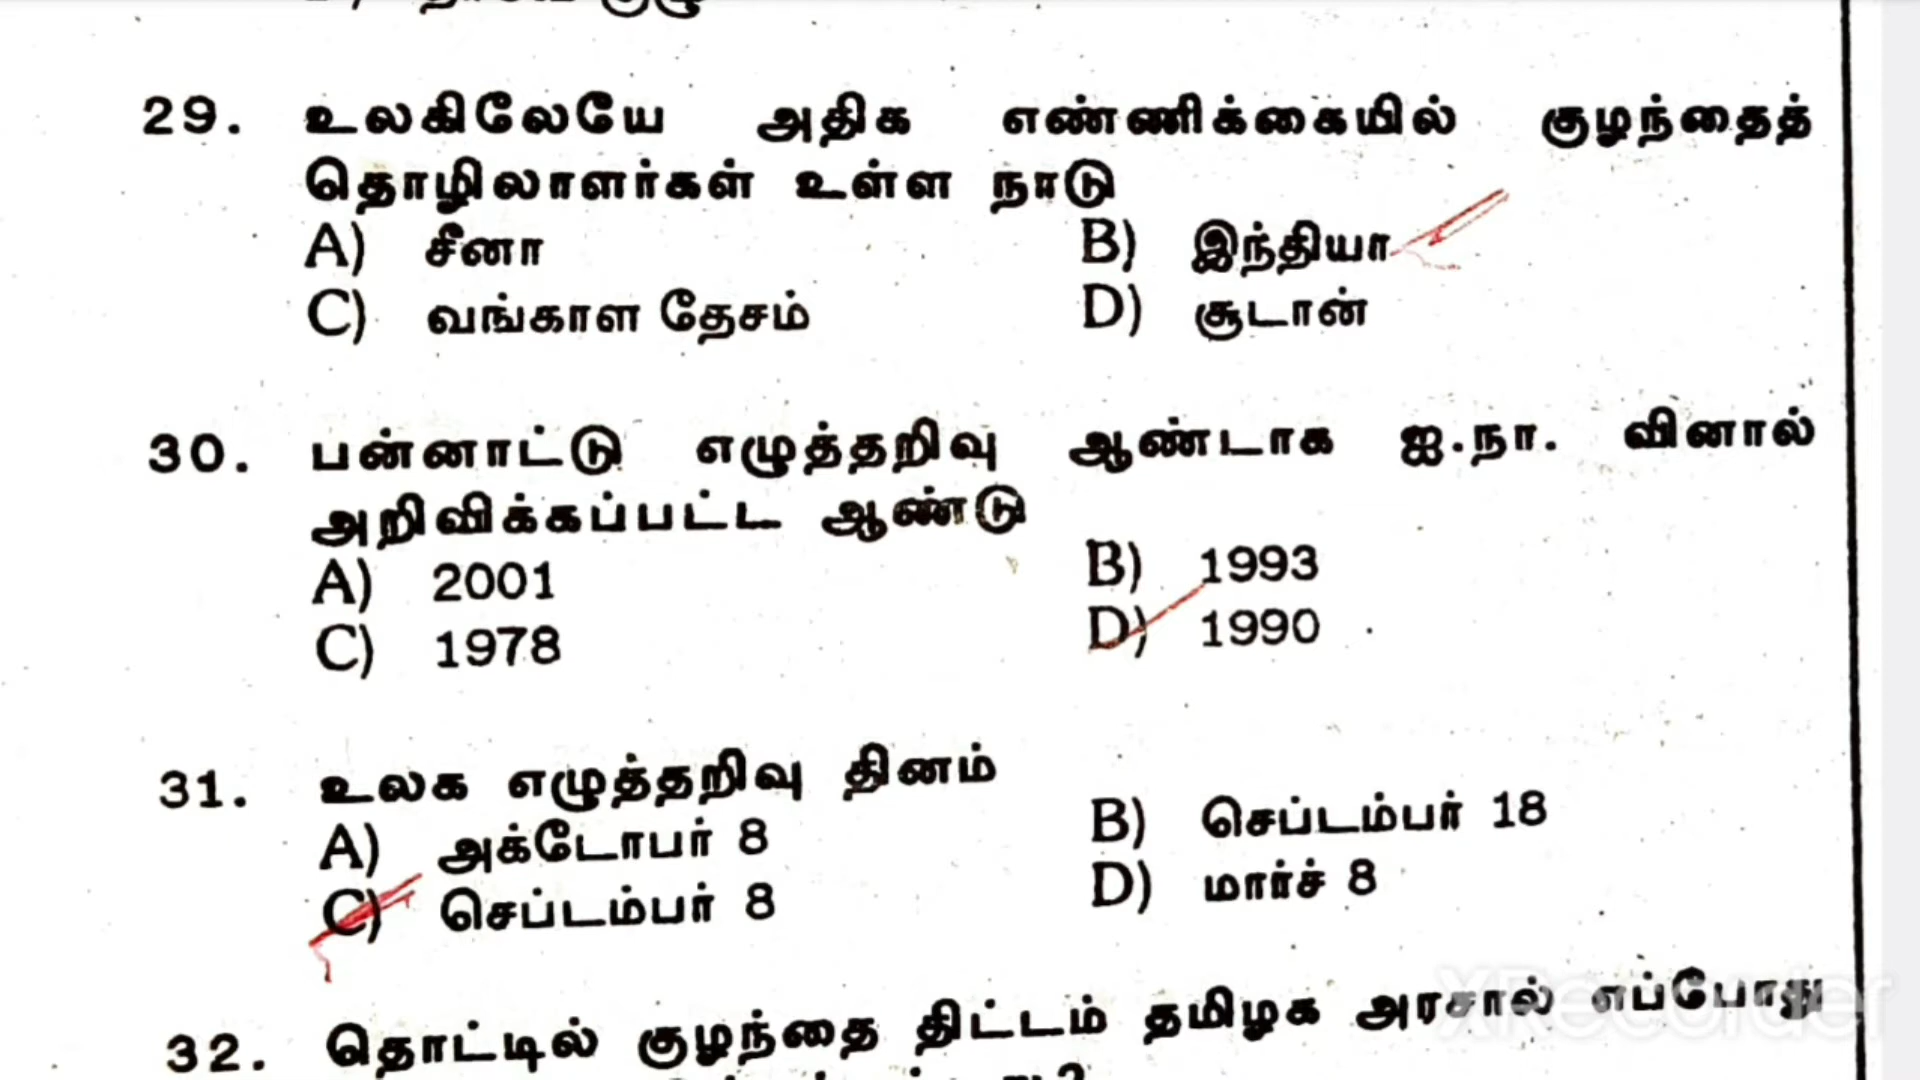 29. உலகிலேயே அதிக எண்ணிக்கையில் குழந்தைத்
தொழிலாளர்கள் உள்ள நாடு
A) சீனா B) இந்தியா
C) வங்காள தேசம் D) சூடான்
30. பன்னாட்டு எழுத்தறிவு ஆண்டாக ஐ.நா. வினால்
அறிவிக்கப்பட்ட ஆண்டு
A) 2001 B) 1993
C) 1978 D) 1990
31. உலக எழுத்தறிவு தினம்
A) அக்டோபர் 8 B) செப்டம்பர் 18
C) செப்டம்பர் 8 D) மார்ச் 8
32. தொட்டில் குழந்தை திட்டம் தமிழக அரசால் எப்போது
XRecorder